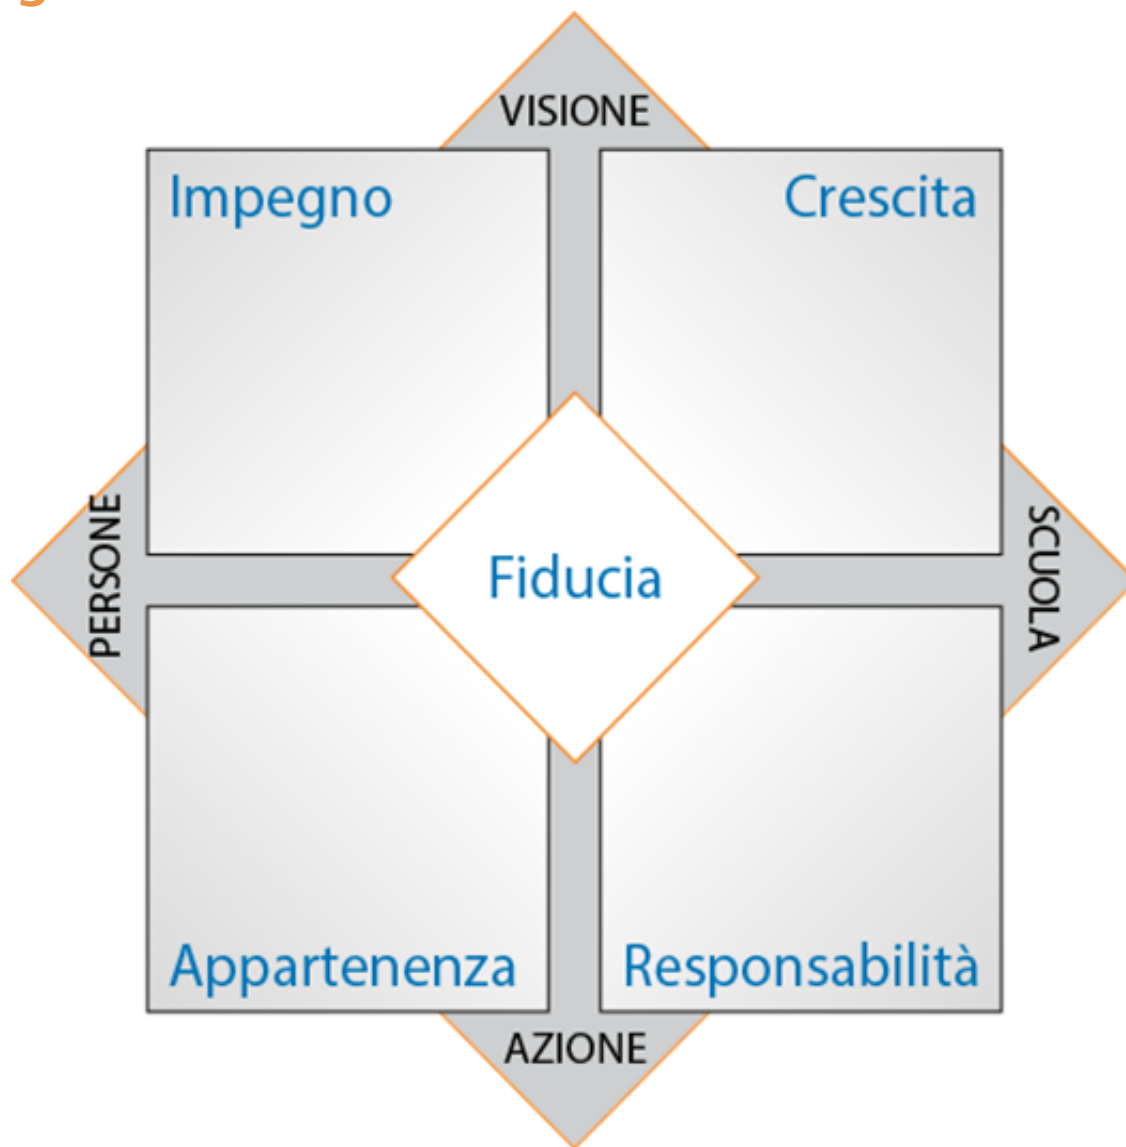 VISIONE
Impegno
Crescita
PERSONE
Fiducia
SCUOLA
Appartenenza
Responsabilità
AZIONE